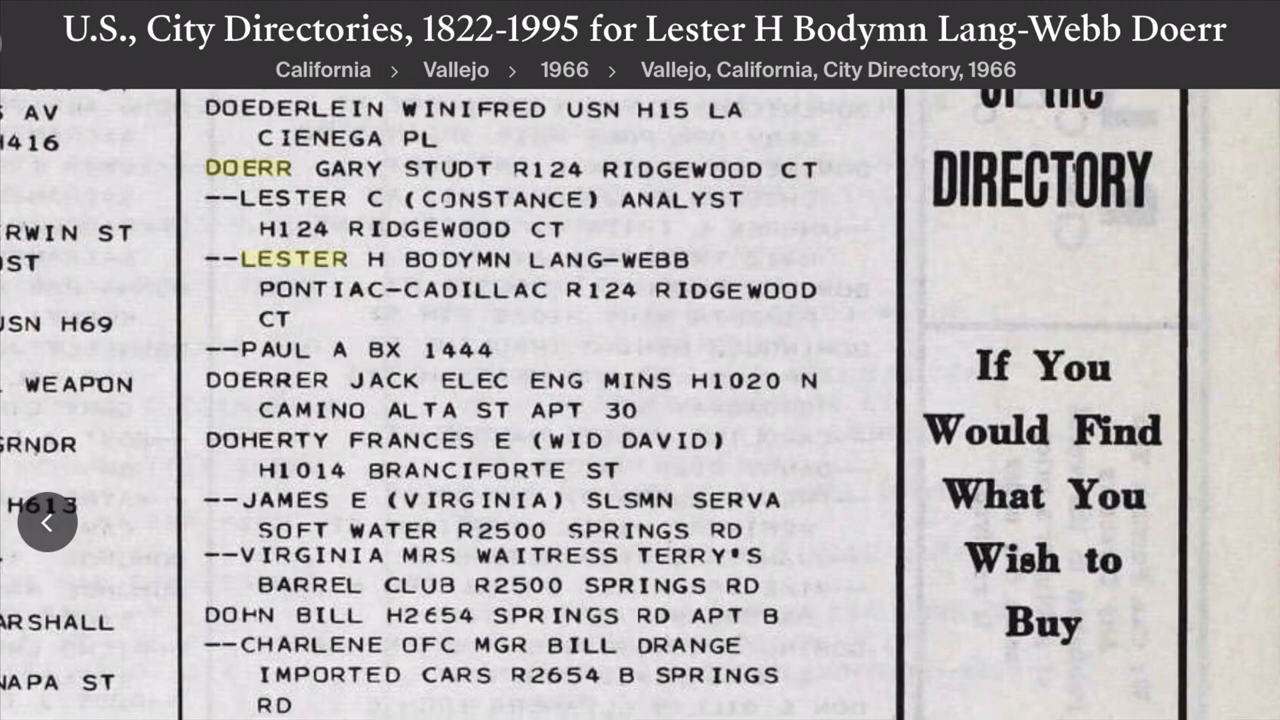 U.S., City Directories, 1822-1995 for Lester H Bodymn Lang-Webb Doerr
California > Vallejo > 1966 > Vallejo, California, City Directory, 1966
AV
H416
RWIN ST
ST
USN H69
WEAPON
SRNDR
H613
ARSHALL
NAPA ST
DOEDERLEIN WINIFRED USN H15 LA
CIENEGA PL
DOERR GARY STUDT R124 RIDGEWOOD CT
--LESTER C (CONSTANCE) ANALYST
H124 RIDGEWOOD CT
--LESTER H BODYMN LANG-WEBB
PONTIAC-CADILLAC R124 RIDGEWOOD
CT
--PAUL A BX 1444
DOERRER JACK ELEC ENG MINS H1020 N
CAMINO ALTA ST APT 30
DOHERTY FRANCES E (WID DAVID)
H1014 BRANCIFORTE ST
--JAMES E (VIRGINIA) SLSMN SERVA
SOFT WATER R2500 SPRINGS RD
--VIRGINIA MRS WAITRESS TERRY'S
BARREL CLUB R2500 SPRINGS RD
DOHN BILL H2654 SPRINGS RD APT B
--CHARLENE OFC MGR BILL DRANGE
IMPORTED CARS R2654 B SPRINGS
RD
OF THE
DIRECTORY
If You
Would Find
What You
Wish to
Buy